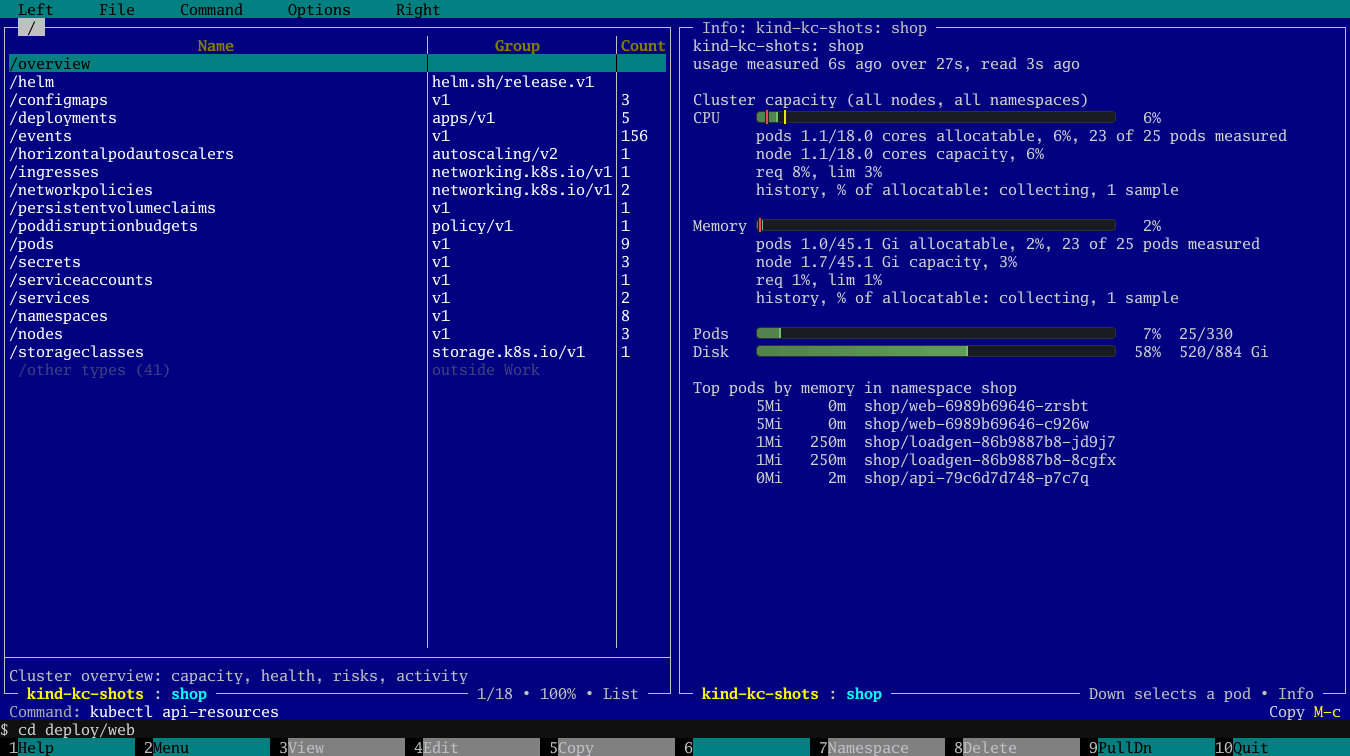 Left File Command Options Right
/
Name Group Count
/overview
/helm helm.sh/release.v1
/configmaps v1 3
/deployments apps/v1 5
/events v1 156
/horizontalpodautoscalers autoscaling/v2 1
/ingresses networking.k8s.io/v1 1
/networkpolicies networking.k8s.io/v1 2
/persistentvolumeclaims v1 1
/poddisruptionbudgets policy/v1 1
/pods v1 9
/secrets v1 3
/serviceaccounts v1 1
/services v1 2
/namespaces v1 8
/nodes v1 3
/storageclasses storage.k8s.io/v1 1
/other types (41) outside Work
Cluster overview: capacity, health, risks, activity
kind-kc-shots : shop 1/18 • 100% • List
Info: kind-kc-shots: shop
kind-kc-shots: shop
usage measured 6s ago over 27s, read 3s ago
Cluster capacity (all nodes, all namespaces)
CPU 6%
pods 1.1/18.0 cores allocatable, 6%, 23 of 25 pods measured
node 1.1/18.0 cores capacity, 6%
req 8%, lim 3%
history, % of allocatable: collecting, 1 sample
Memory 2%
pods 1.0/45.1 Gi allocatable, 2%, 23 of 25 pods measured
node 1.7/45.1 Gi capacity, 3%
req 1%, lim 1%
history, % of allocatable: collecting, 1 sample
Pods 7% 25/330
Disk 58% 520/884 Gi
Top pods by memory in namespace shop
5Mi 0m shop/web-6989b69646-zrsbt
5Mi 0m shop/web-6989b69646-c926w
1Mi 250m shop/loadgen-86b9887b8-jd9j7
1Mi 250m shop/loadgen-86b9887b8-8cgfx
0Mi 2m shop/api-79c6d7d748-p7c7q
kind-kc-shots : shop Down selects a pod • Info
Command: kubectl api-resources Copy M-c
$ cd deploy/web
1Help 2Menu 3View 4Edit 5Copy 6 7Namespace 8Delete 9PullDn 10Quit